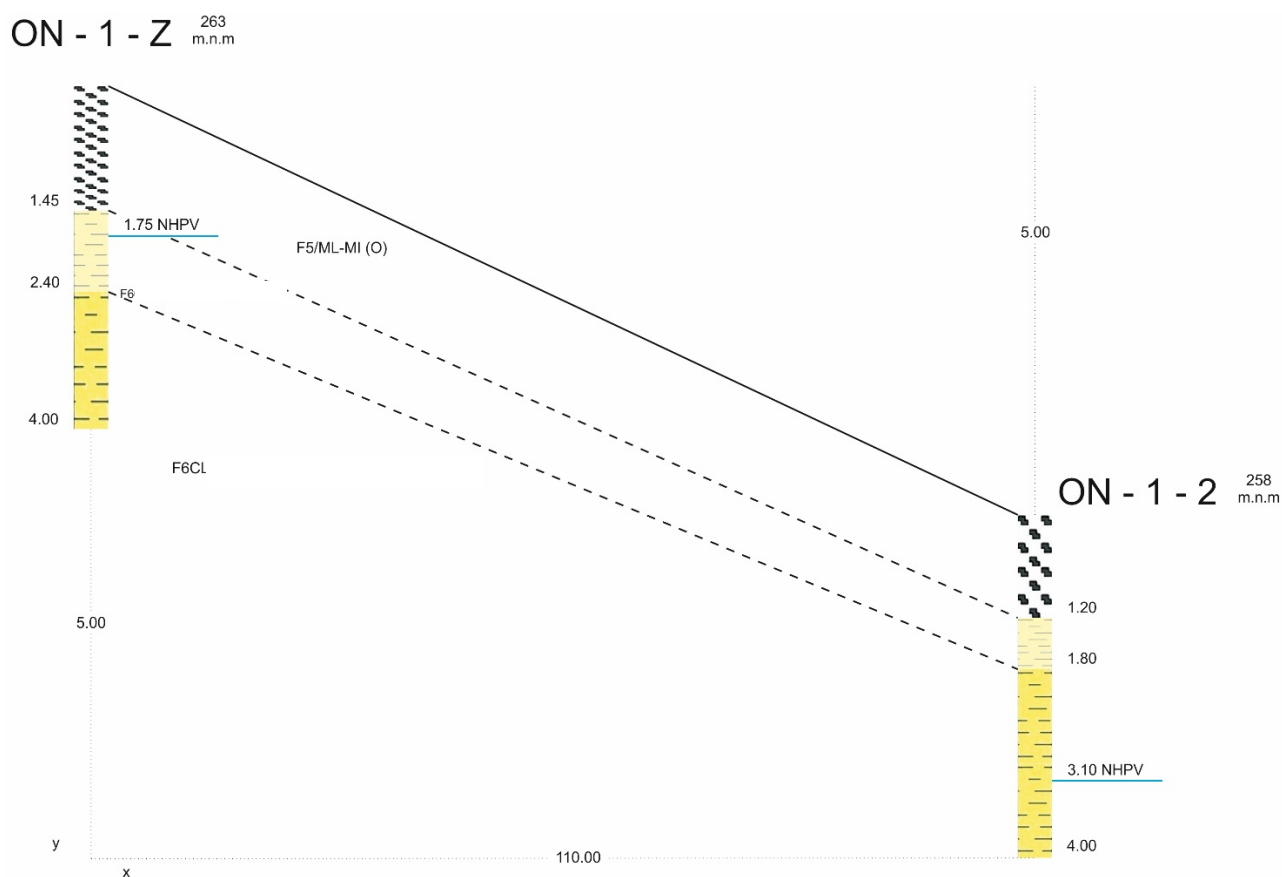 ON - 1 - Z
263
m.n.m
1.45
1.75 NHPV
F5/ML-MI (O)
5.00
2.40
F6
4.00
F6CL
ON - 1 - 2
258
m.n.m
1.20
5.00
1.80
3.10 NHPV
y
4.00
110.00
x